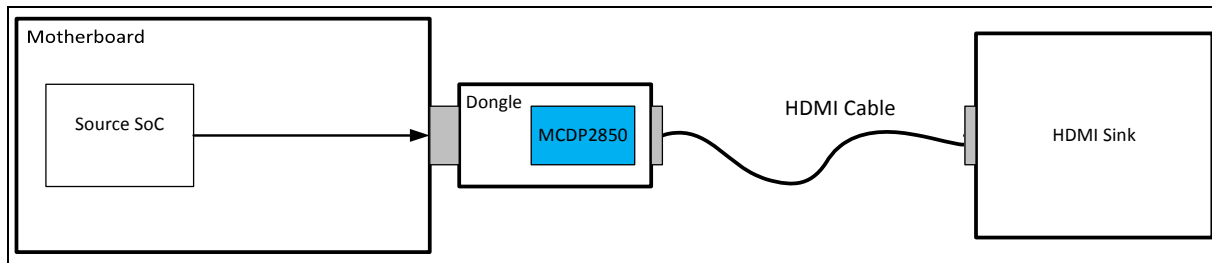 Motherboard
Source SoC
Dongle
MCDP2850
HDMI Cable
HDMI Sink